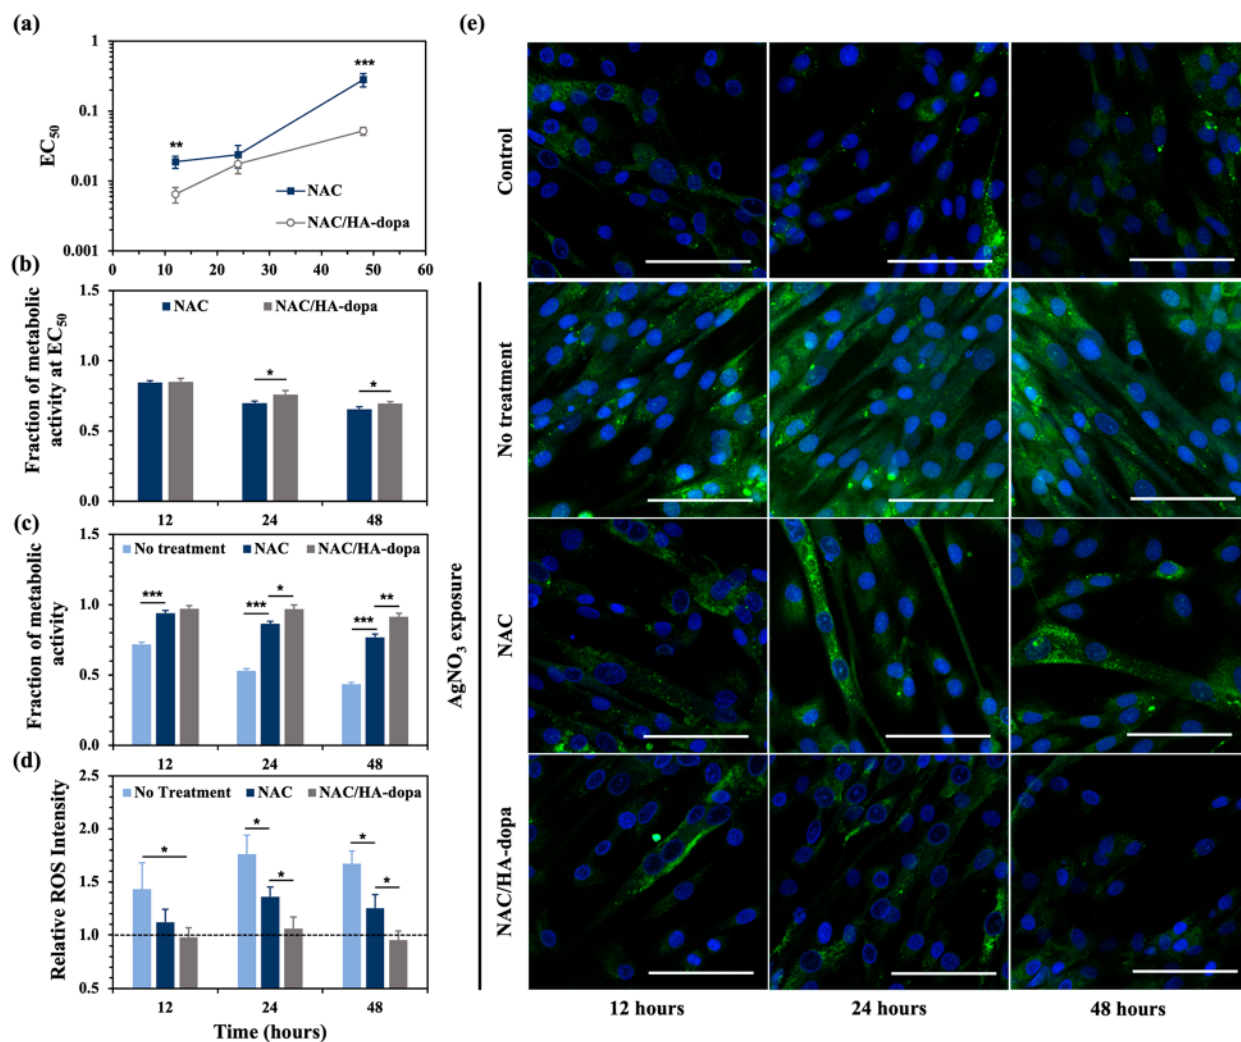 (a)
1
0.1
0.01
0.001
EC50
**
***
NAC
NAC/HA-dopa
0 10 20 30 40 50 60
(b)
1.5
1.0
0.5
0.0
Fraction of metabolic
activity at EC50
NAC NAC/HA-dopa
* *
12 24 48
(c)
1.5
1.0
0.5
0.0
Fraction of metabolic
activity
No treatment NAC NAC/HA-dopa
*** *** * *** **
12 24 48
(d)
2.5
2.0
1.5
1.0
0.5
Relative ROS Intensity
No Treatment NAC NAC/HA-dopa
* * * * *
12 24 48
Time (hours)
(e)
Control
AgNO3 exposure
No treatment
NAC
NAC/HA-dopa
12 hours 24 hours 48 hours